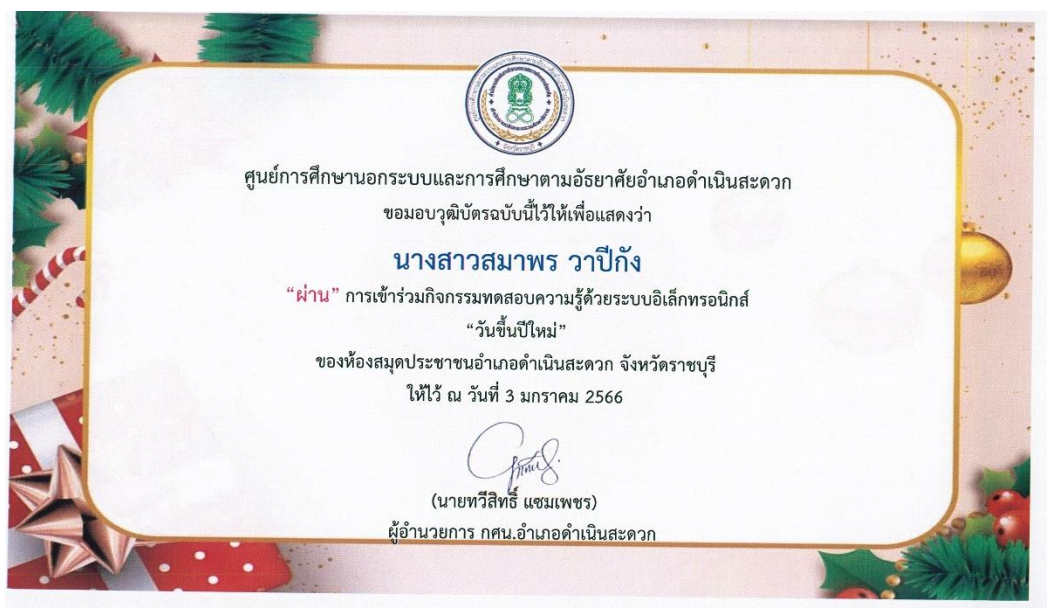 ศูนย์การศึกษานอกระบบและการศึกษาตามอัธยาศัยอำเภอดำเนินสะดวก
ขอมอบวุฒิบัตรฉบับนี้ไว้ให้เพื่อแสดงว่า
นางสาวสมาพร วาปีกัง
“ผ่าน” การเข้าร่วมกิจกรรมทดสอบความรู้ด้วยระบบอิเล็กทรอนิกส์
“วันขึ้นปีใหม่”
ของห้องสมุดประชาชนอำเภอดำเนินสะดวก จังหวัดราชบุรี
ให้ไว้ ณ วันที่ 3 มกราคม 2566
(นายทวีสิทธิ์ แซมเพชร)
ผู้อำนวยการ กศน.อำเภอดำเนินสะดวก